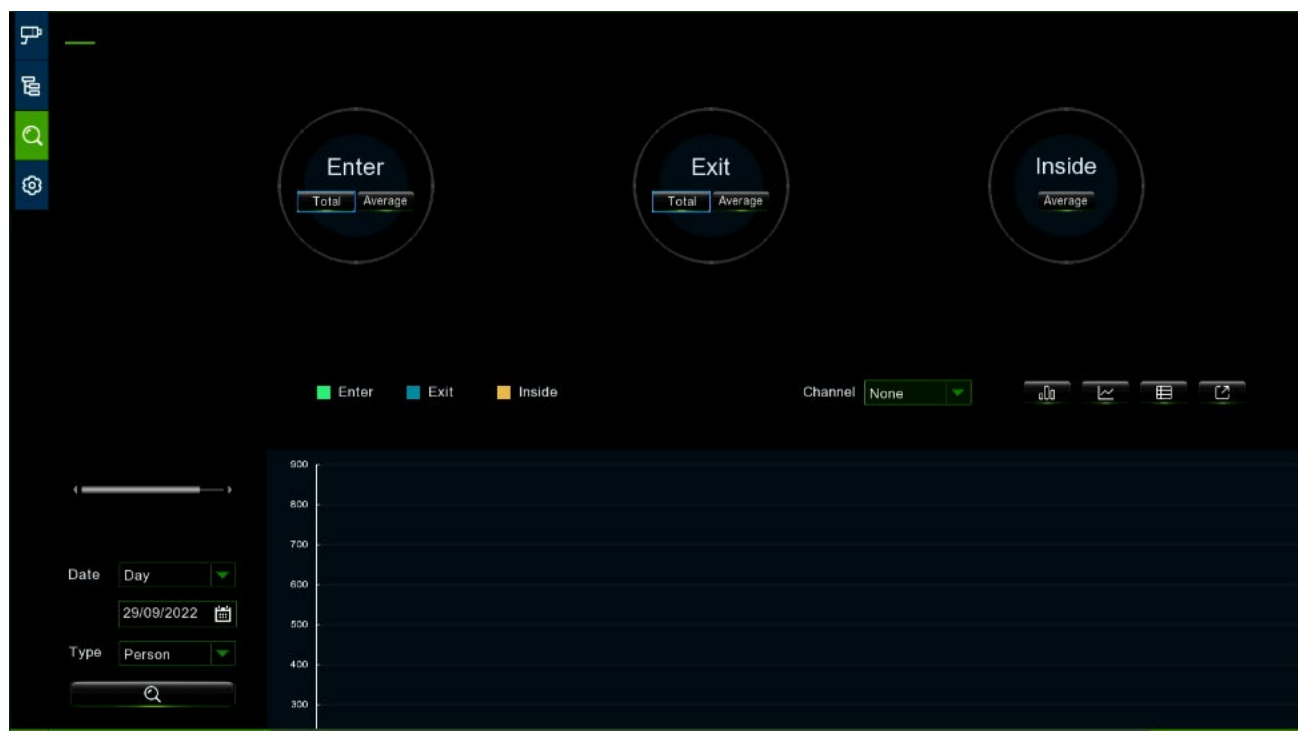 Enter
Total Average
Exit
Total Average
Inside
Average
Enter Exit Inside
Channel None
900
800
700
600
500
400
300
Date Day
29/09/2022
Type Person